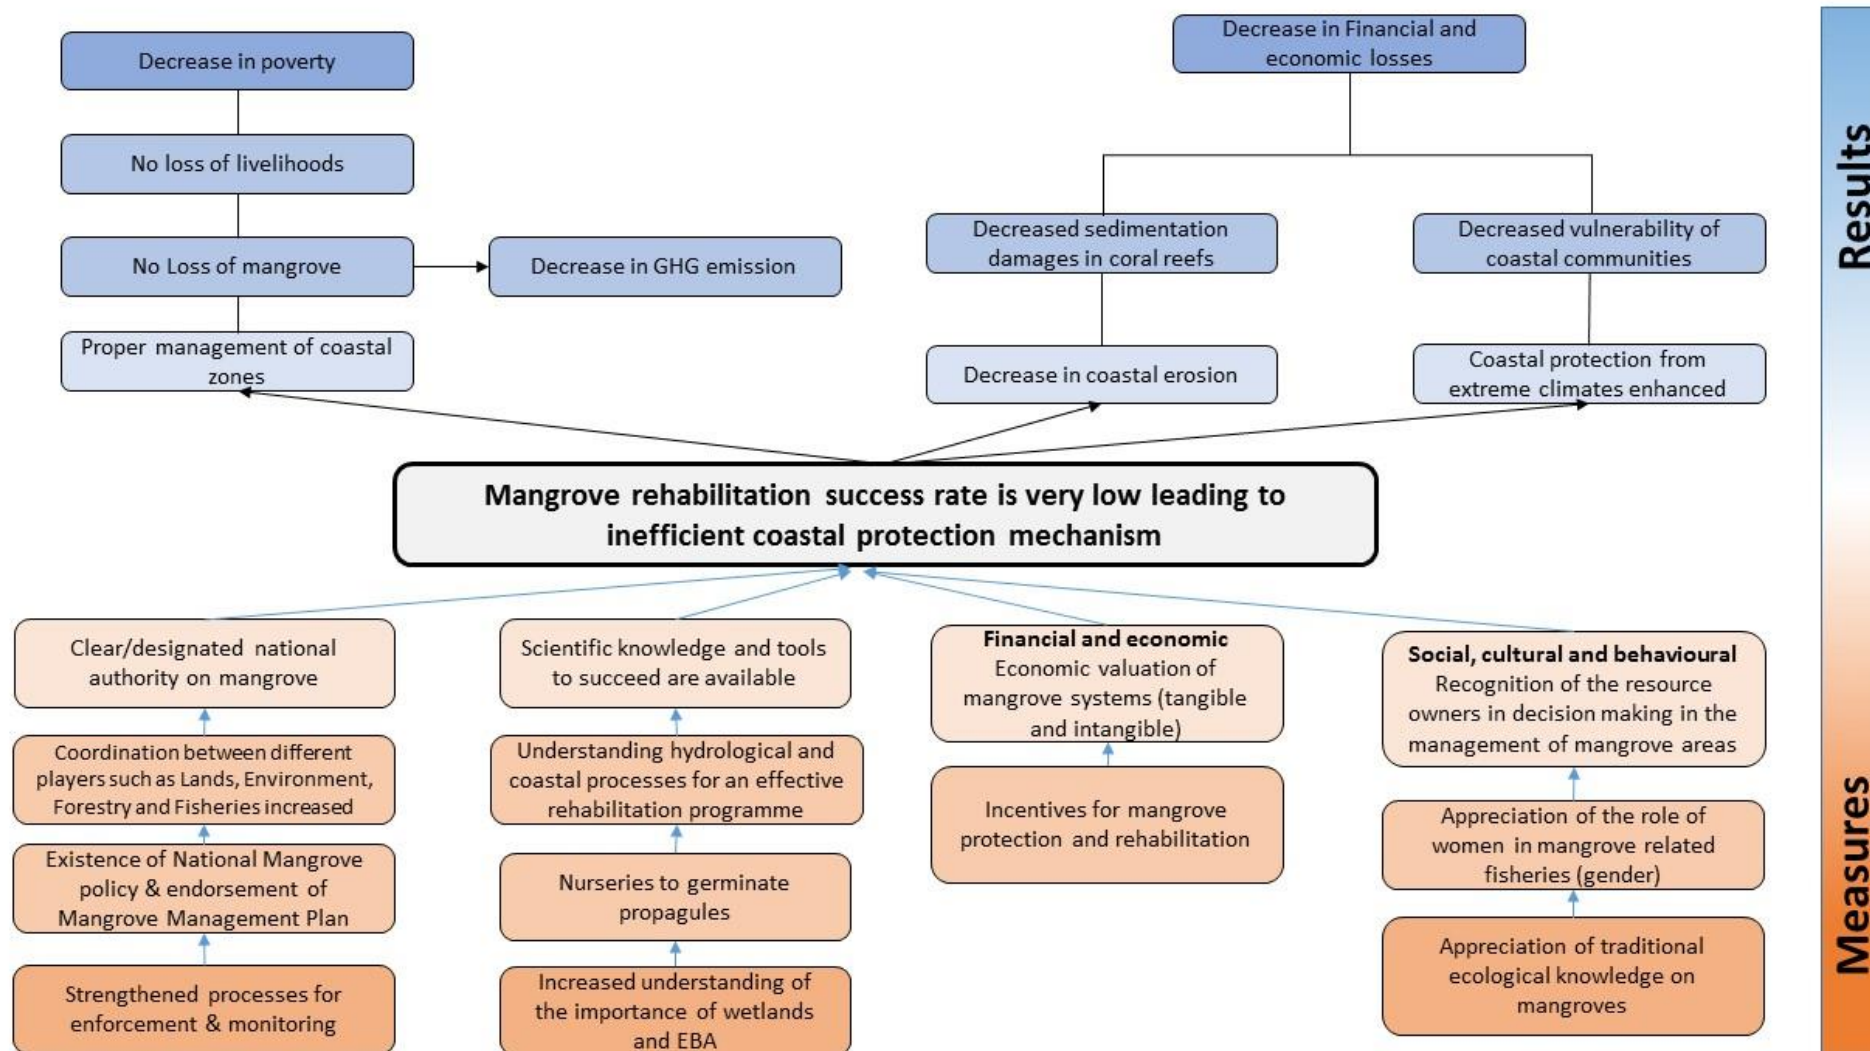 Decrease in poverty
Decrease in Financial and
economic losses
No loss of livelihoods
No Loss of mangrove
Decrease in GHG emission
Decreased sedimentation
damages in coral reefs
Decreased vulnerability of
coastal communities
Proper management of coastal
zones
Decrease in coastal erosion
Coastal protection from
extreme climates enhanced
Results
Mangrove rehabilitation success rate is very low leading to
inefficient coastal protection mechanism
Clear/designated national
authority on mangrove
Coordination between different
players such as Lands, Environment,
Forestry and Fisheries increased
Existence of National Mangrove
policy & endorsement of
Mangrove Management Plan
Strengthened processes for
enforcement & monitoring
Scientific knowledge and tools
to succeed are available
Understanding hydrological and
coastal processes for an effective
rehabilitation programme
Nurseries to germinate
propagules
Increased understanding of
the importance of wetlands
and EBA
Financial and economic
Economic valuation of
mangrove systems (tangible
and intangible)
Incentives for mangrove
protection and rehabilitation
Social, cultural and behavioural
Recognition of the resource
owners in decision making in the
management of mangrove areas
Appreciation of the role of
women in mangrove related
fisheries (gender)
Appreciation of traditional
ecological knowledge on
mangroves
Measures